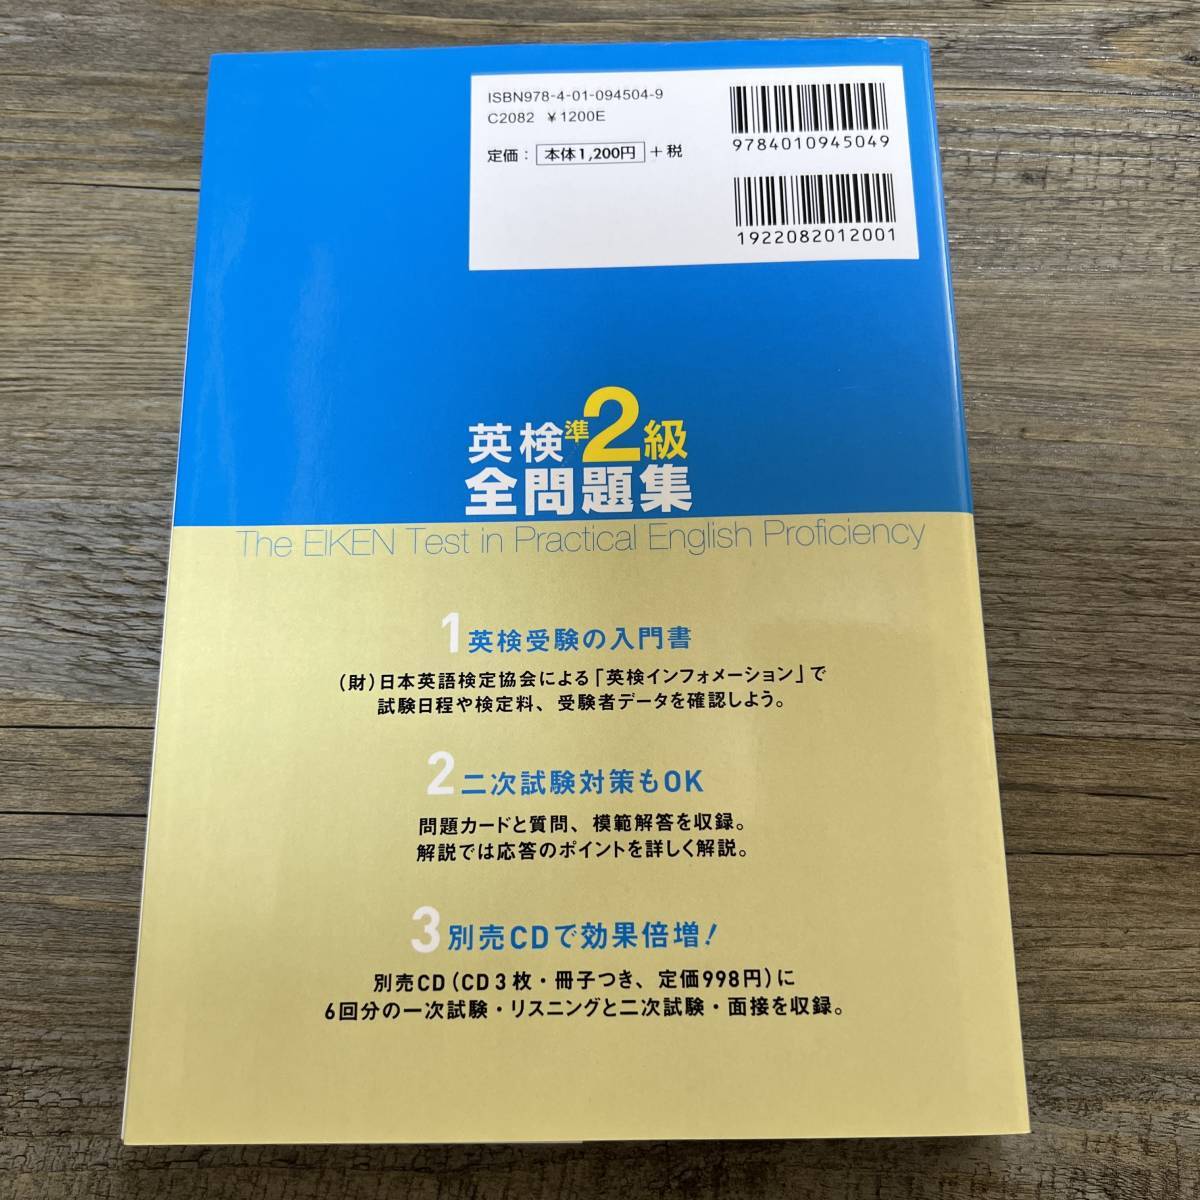 ISBN978-4-01-094504-9
C2082 ￥1200E
定価：本体1,200円＋税
9784010945049
1922082012001
英検準2級
全問題集
The EIKEN Test in Practical English Proficiency
1 英検受験の入門書
（財）日本英語検定協会による「英検インフォメーション」で
試験日程や検定料、受験者データを確認しよう。
2 二次試験対策もOK
問題カードと質問、模範解答を収録。
解説では応答のポイントを詳しく解説。
3 別売CDで効果倍増！
別売CD（CD3枚・冊子つき、定価998円）に
6回分の一次試験・リスニングと二次試験・面接を収録。